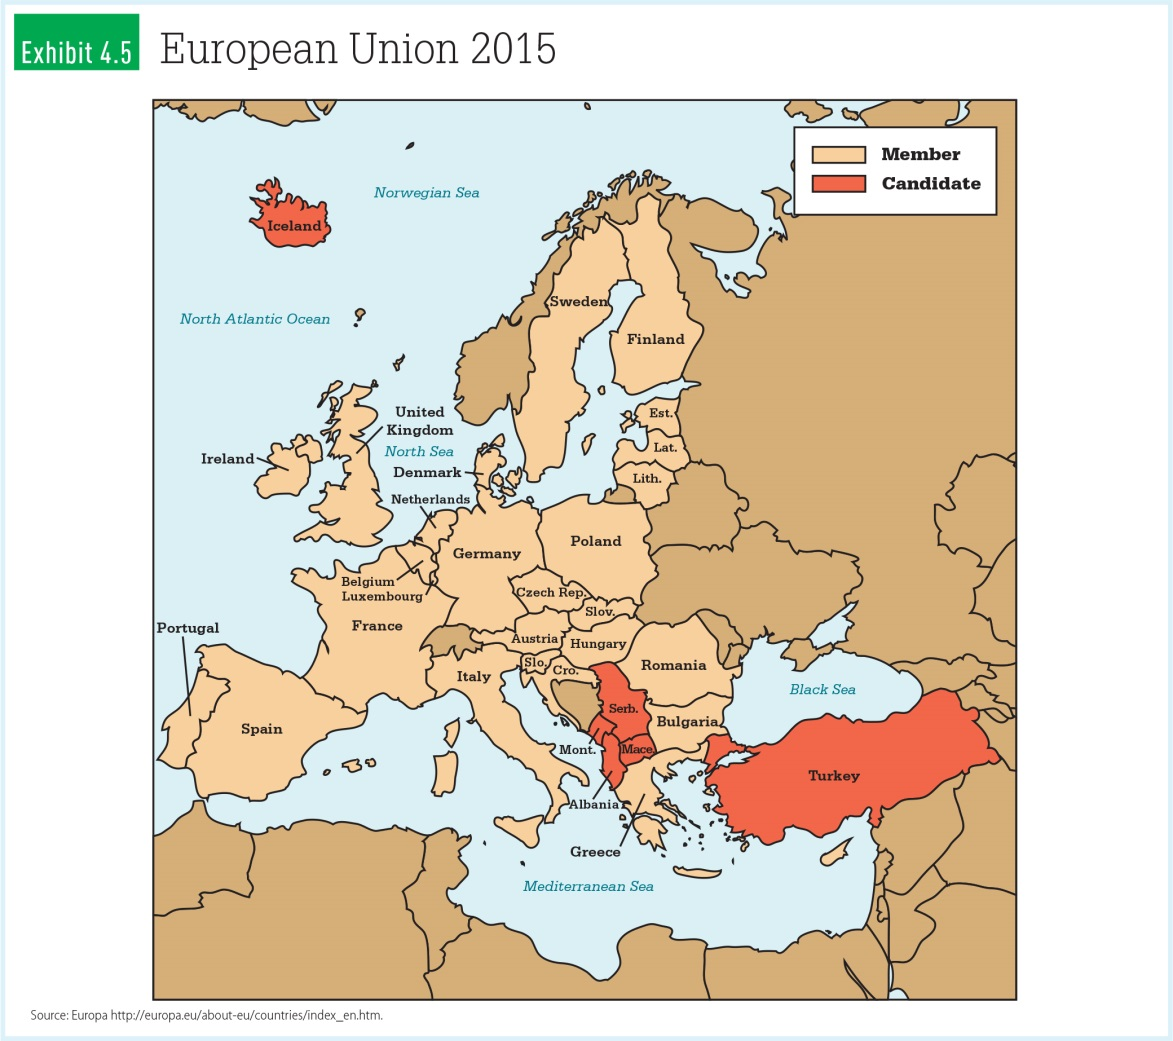 Exhibit 4.5
European Union 2015
Member
Candidate
Norwegian Sea
Iceland
North Atlantic Ocean
Sweden
Finland
United
Kingdom
Est.
North Sea
Lat.
Ireland
Denmark
Lith.
Netherlands
Poland
Germany
Belgium
Luxembourg
Czech Rep.
Slov.
Portugal
France
Austria
Hungary
Slo.
Cro.
Romania
Italy
Black Sea
Serb.
Spain
Bulgaria
Mont.
Mace.
Turkey
Albania
Greece
Mediterranean Sea
Source: Europa http://europa.eu/about-eu/countries/index_en.htm.